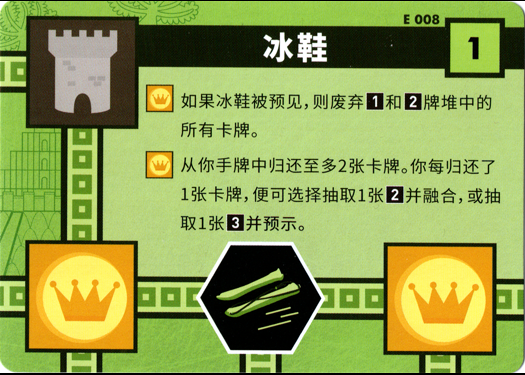 E 008
冰鞋
1
如果冰鞋被预见，则废弃1和2牌堆中的
所有卡牌。
从你手牌中归还至多2张卡牌。你每归还了
1张卡牌，便可选择抽取1张2并融合，或抽
取1张3并预示。